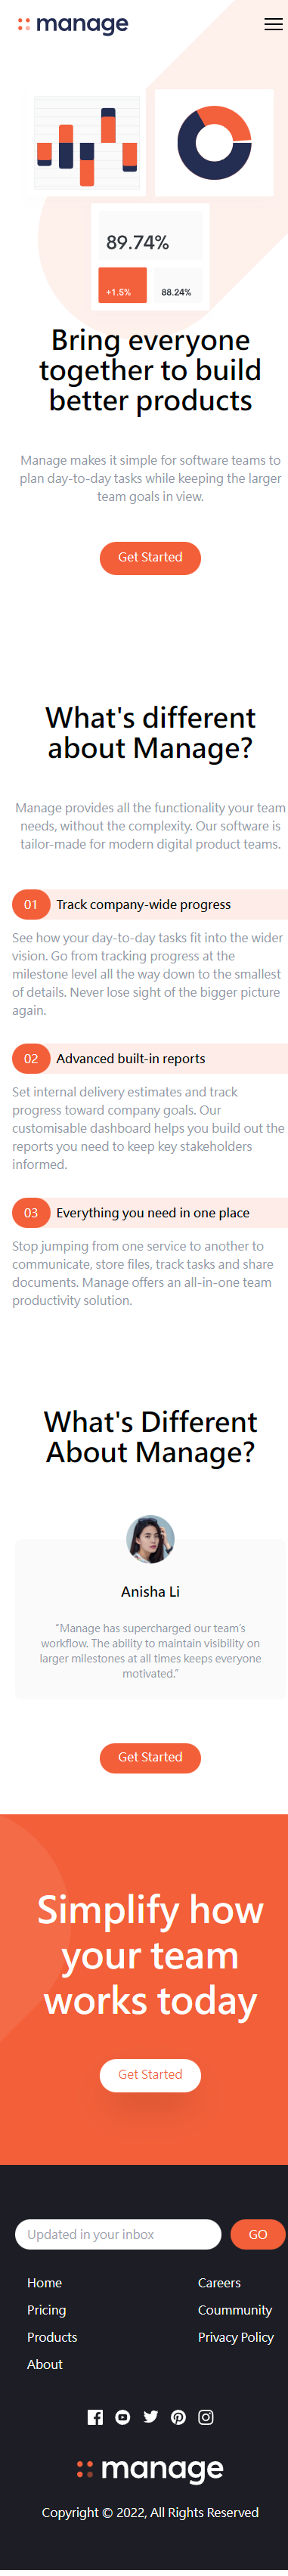 manage
89.74%
+1.5%
88.24%
Bring everyone
together to build
better products
Manage makes it simple for software teams to
plan day-to-day tasks while keeping the larger
team goals in view.
Get Started
What's different
about Manage?
Manage provides all the functionality your team
needs, without the complexity. Our software is
tailor-made for modern digital product teams.
01 Track company-wide progress
See how your day-to-day tasks fit into the wider
vision. Go from tracking progress at the
milestone level all the way down to the smallest
of details. Never lose sight of the bigger picture
again.
02 Advanced built-in reports
Set internal delivery estimates and track
progress toward company goals. Our
customisable dashboard helps you build out the
reports you need to keep key stakeholders
informed.
03 Everything you need in one place
Stop jumping from one service to another to
communicate, store files, track tasks and share
documents. Manage offers an all-in-one team
productivity solution.
What's Different
About Manage?
Anisha Li
"Manage has supercharged our team's
workflow. The ability to maintain visibility on
larger milestones at all times keeps everyone
motivated."
Get Started
Simplify how
your team
works today
Get Started
Updated in your inbox GO
Home Careers
Pricing Coummunity
Products Privacy Policy
About
manage
Copyright © 2022, All Rights Reserved